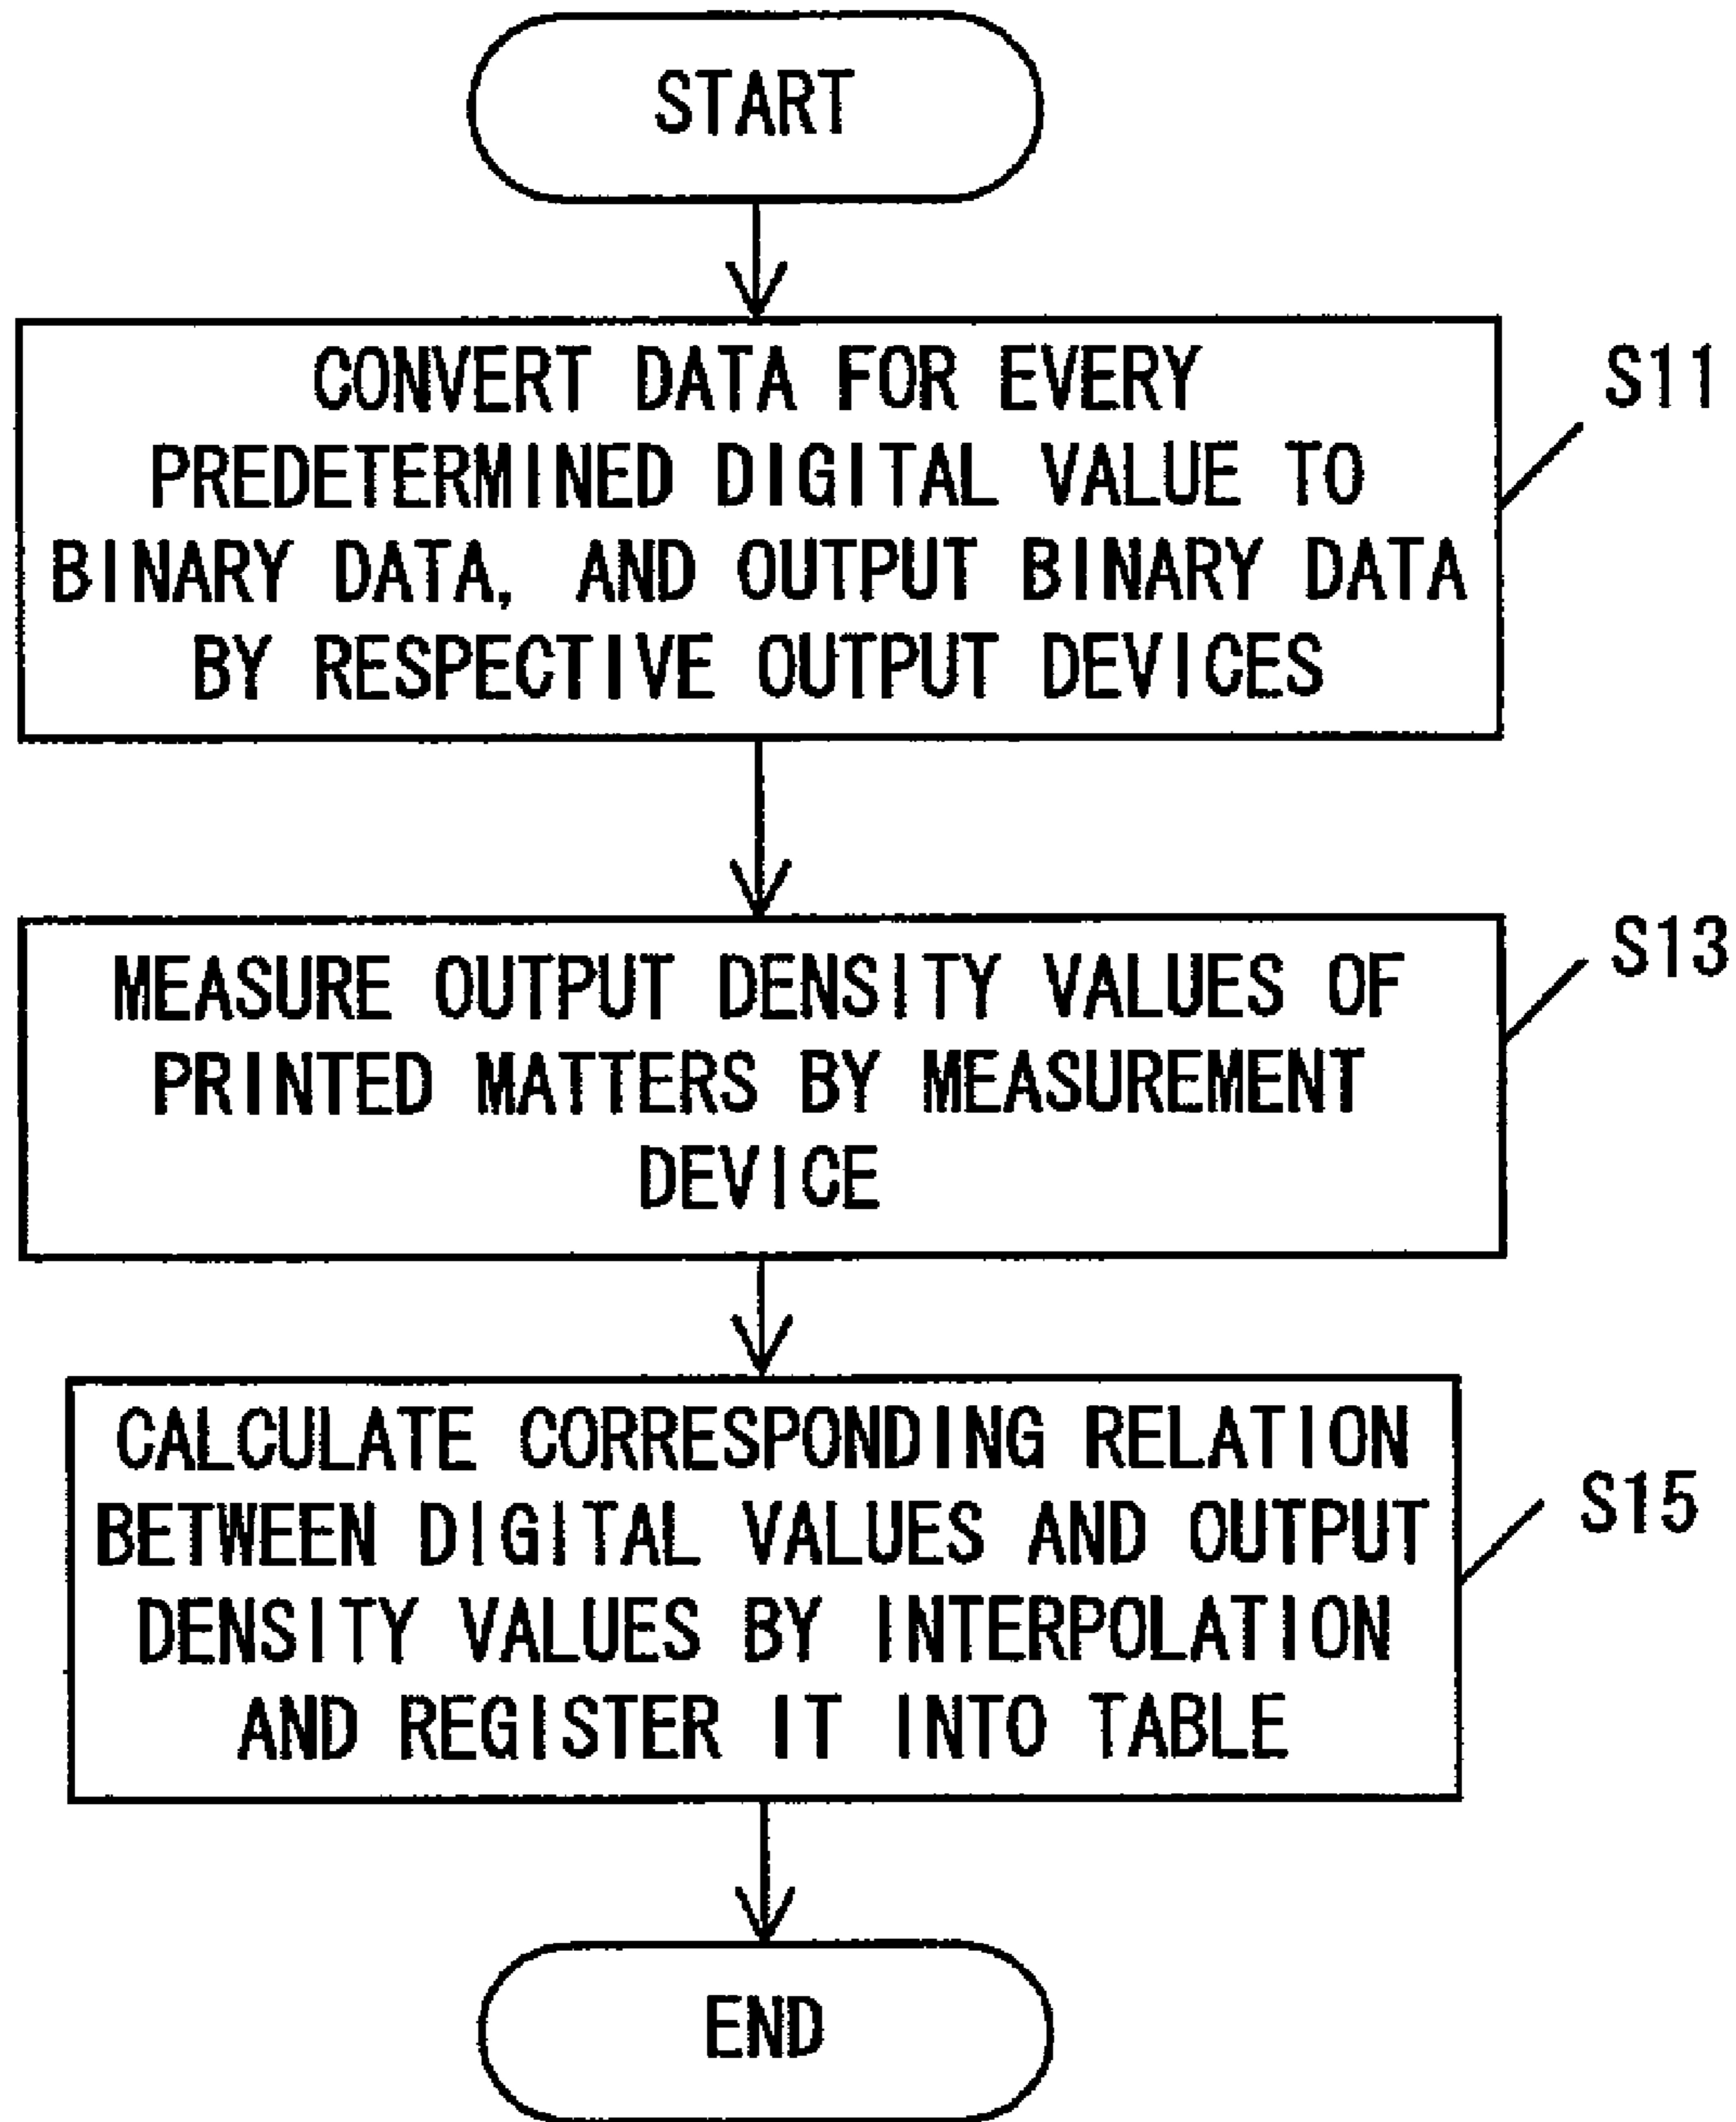 START
CONVERT DATA FOR EVERY
PREDETERMINED DIGITAL VALUE TO
BINARY DATA, AND OUTPUT BINARY DATA
BY RESPECTIVE OUTPUT DEVICES
S11
MEASURE OUTPUT DENSITY VALUES OF
PRINTED MATTERS BY MEASUREMENT
DEVICE
S13
CALCULATE CORRESPONDING RELATION
BETWEEN DIGITAL VALUES AND OUTPUT
DENSITY VALUES BY INTERPOLATION
AND REGISTER IT INTO TABLE
S15
END